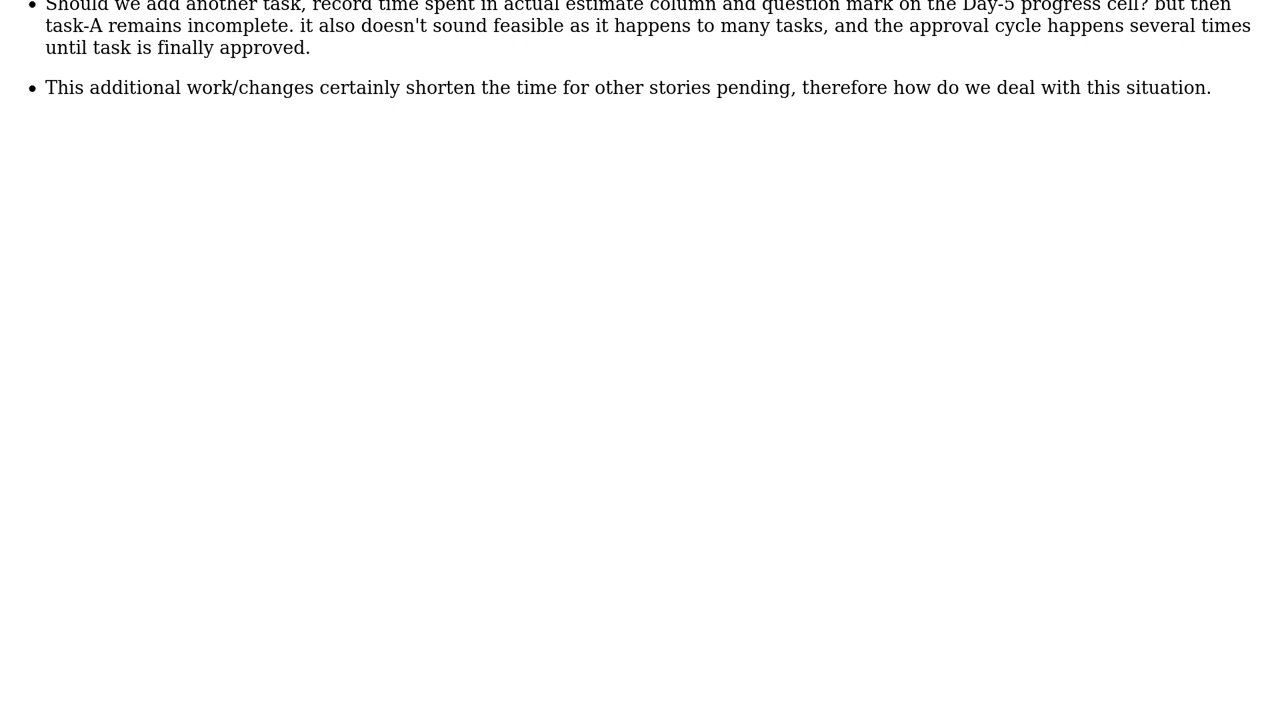 • Should we add another task, record time spent in actual estimate column and question mark on the Day-5 progress cell? but then
task-A remains incomplete. it also doesn't sound feasible as it happens to many tasks, and the approval cycle happens several times
until task is finally approved.
• This additional work/changes certainly shorten the time for other stories pending, therefore how do we deal with this situation.